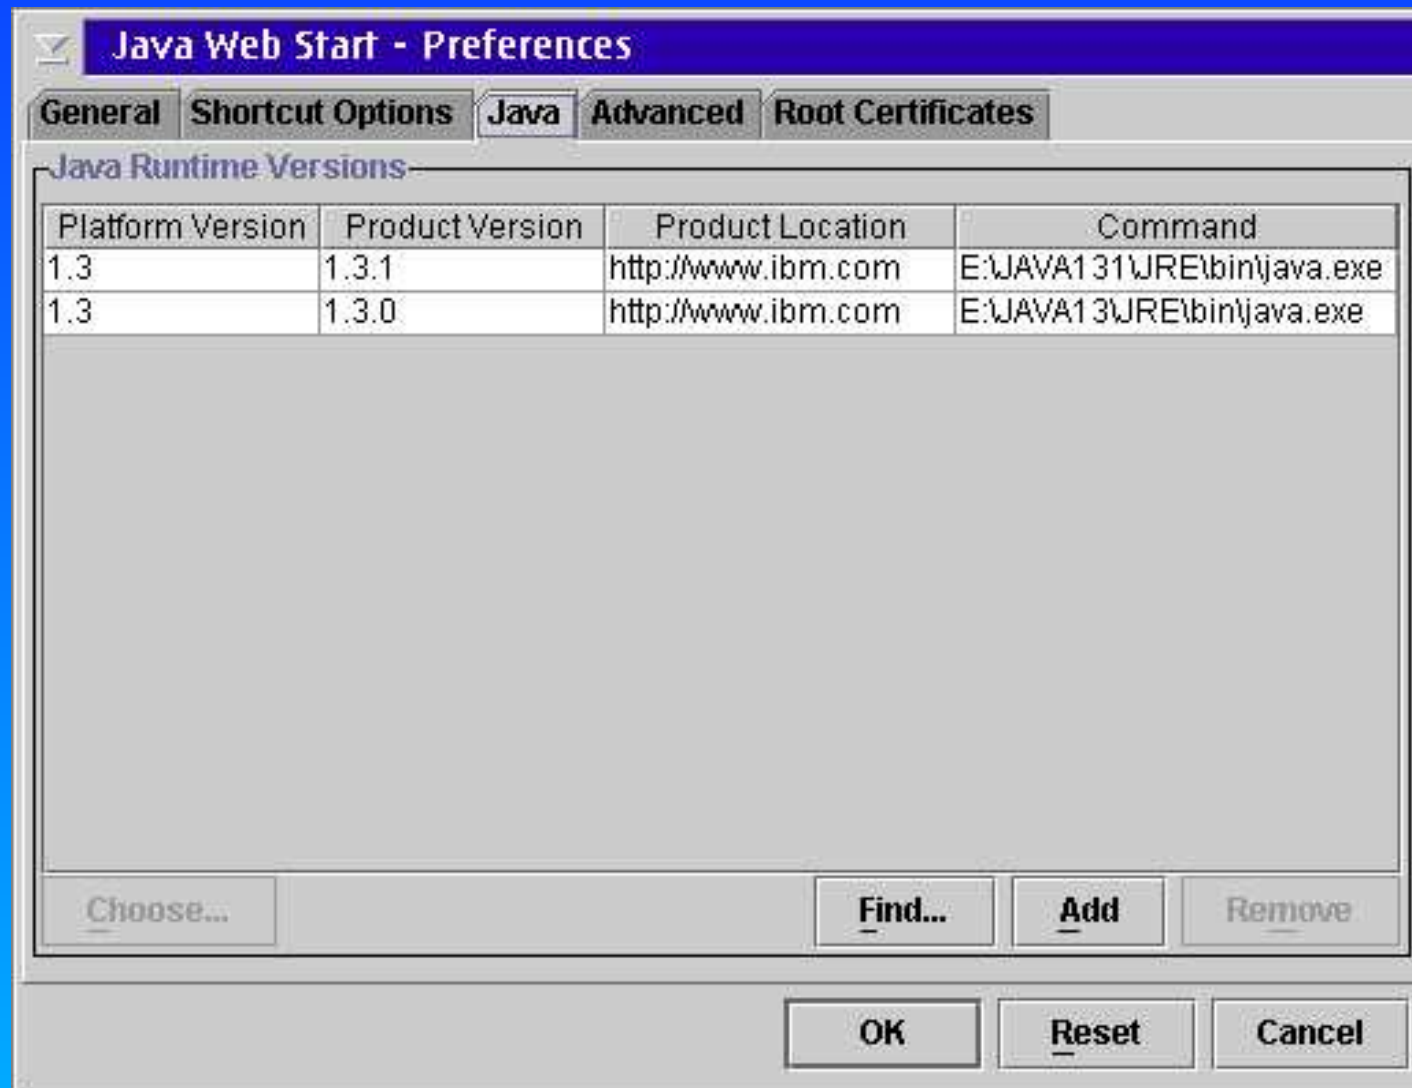 Java Web Start - Preferences
General Shortcut Options Java Advanced Root Certificates
Java Runtime Versions
Platform Version Product Version Product Location Command
1.3 1.3.1 http://www.ibm.com E:\JAVA131\JRE\bin\java.exe
1.3 1.3.0 http://www.ibm.com E:\JAVA13\JRE\bin\java.exe
Choose... Find... Add Remove
OK Reset Cancel